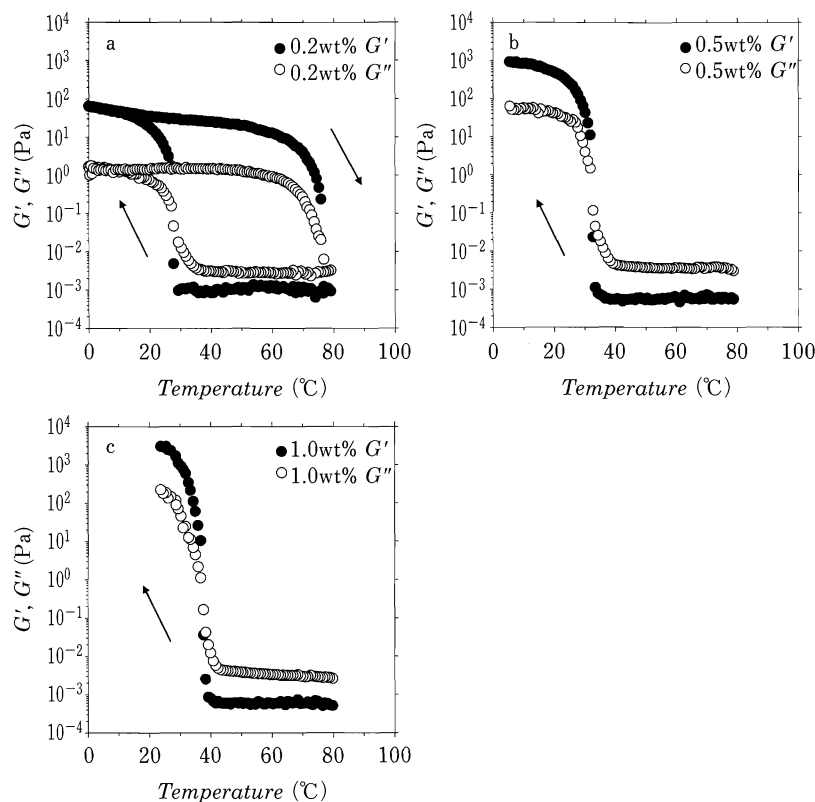 a
0.2wt% G′
0.2wt% G″
10⁴
10³
10²
10¹
10⁰
10⁻¹
10⁻²
10⁻³
10⁻⁴
G′, G″ (Pa)
0 20 40 60 80 100
Temperature (℃)
b
0.5wt% G′
0.5wt% G″
10⁴
10³
10²
10¹
10⁰
10⁻¹
10⁻²
10⁻³
10⁻⁴
G′, G″ (Pa)
0 20 40 60 80 100
Temperature (℃)
c
1.0wt% G′
1.0wt% G″
10⁴
10³
10²
10¹
10⁰
10⁻¹
10⁻²
10⁻³
10⁻⁴
G′, G″ (Pa)
0 20 40 60 80 100
Temperature (℃)